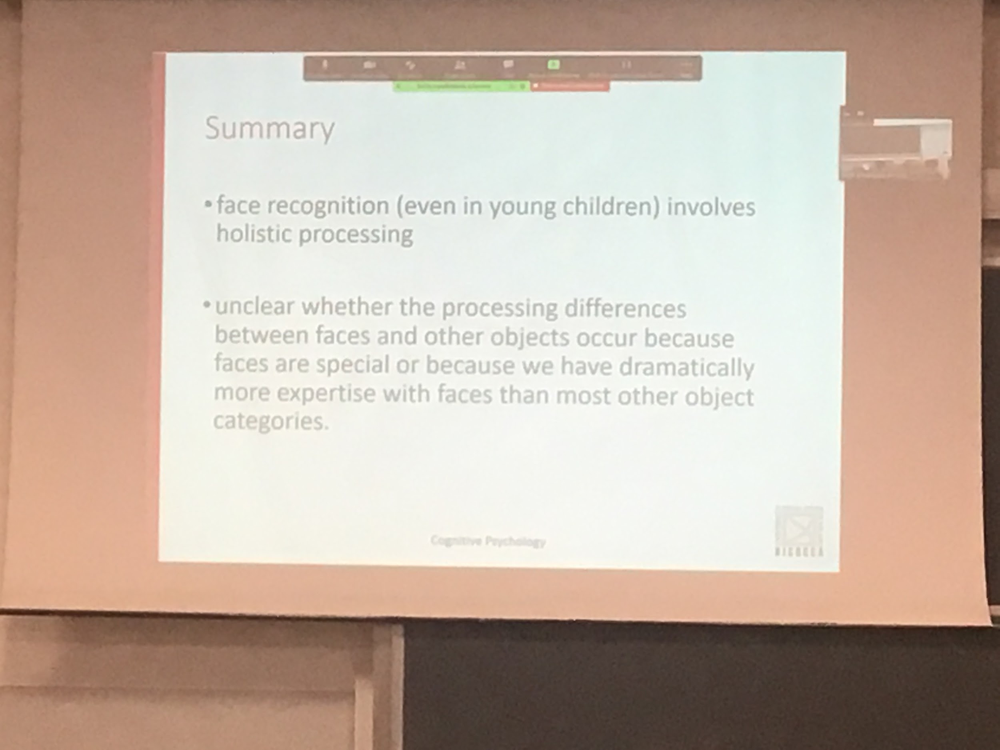 Summary
• face recognition (even in young children) involves
holistic processing
• unclear whether the processing differences
between faces and other objects occur because
faces are special or because we have dramatically
more expertise with faces than most other object
categories.
Cognitive Psychology
BICOCCA